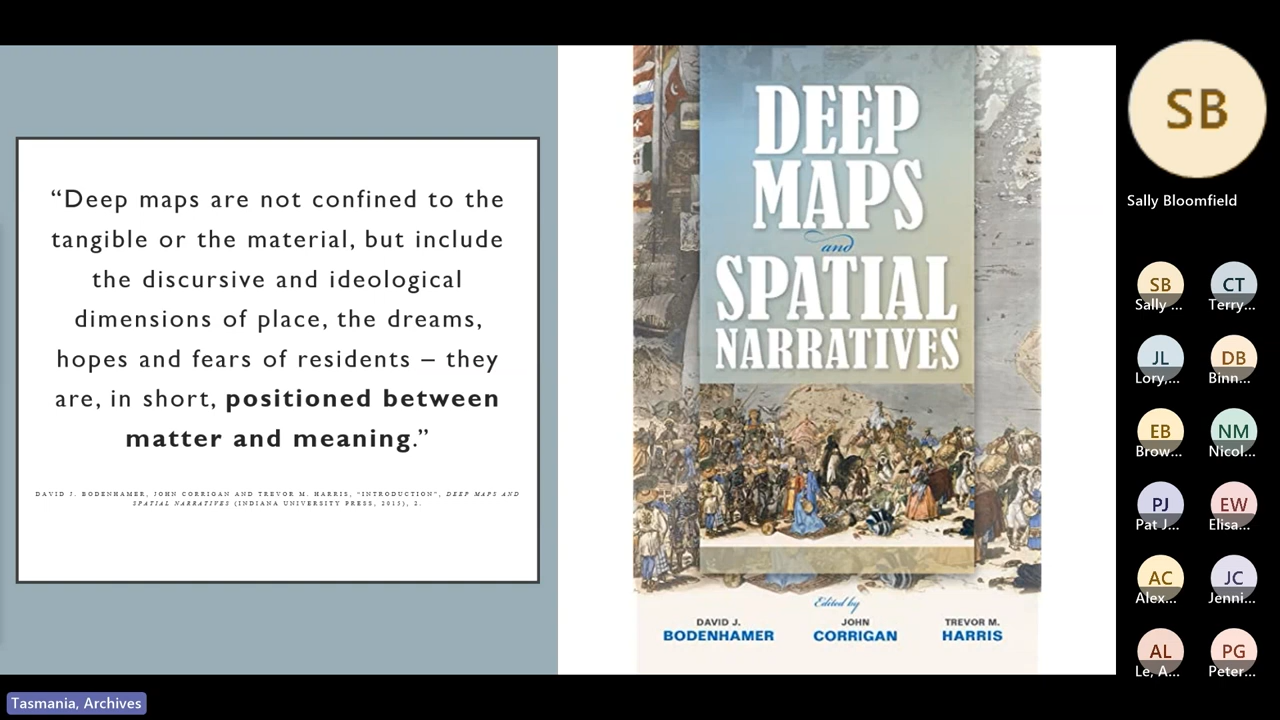 “Deep maps are not confined to the
tangible or the material, but include
the discursive and ideological
dimensions of place, the dreams,
hopes and fears of residents – they
are, in short, positioned between
matter and meaning.”
DAVID J. BODENHAMER, JOHN CORRIGAN AND TREVOR M. HARRIS, "INTRODUCTION", DEEP MAPS AND
SPATIAL NARRATIVES (INDIANA UNIVERSITY PRESS, 2015), 2.
DEEP
MAPS
and
SPATIAL
NARRATIVES
Edited by
DAVID J.
BODENHAMER
JOHN
CORRIGAN
TREVOR M.
HARRIS
SB
Sally Bloomfield
SB
Sally ...
CT
Terry...
JL
Lory,...
DB
Binn...
EB
Brow...
NM
Nicol...
PJ
Pat J...
EW
Elisa...
AC
Alex...
JC
Jenni...
AL
Le, A...
PG
Peter...
Tasmania, Archives